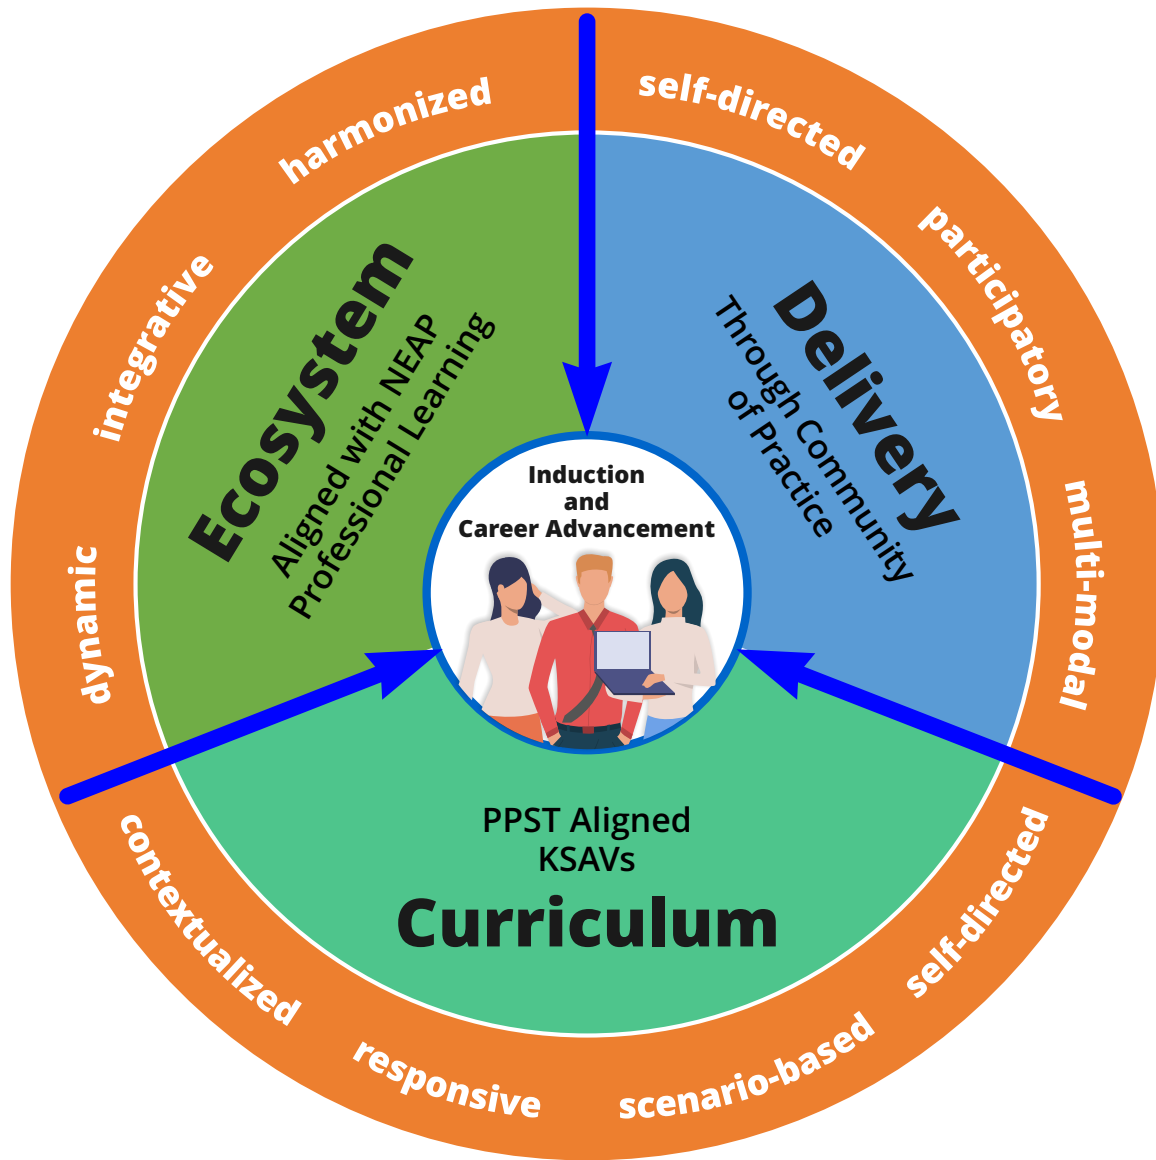 harmonized
integrative
dynamic
self-directed
participatory
multi-modal
Ecosystem
Aligned with NEAP
Professional Learning
Delivery
Through Community
of Practice
Induction
and
Career Advancement
PPST Aligned
KSAVs
Curriculum
contextualized
responsive
scenario-based
self-directed